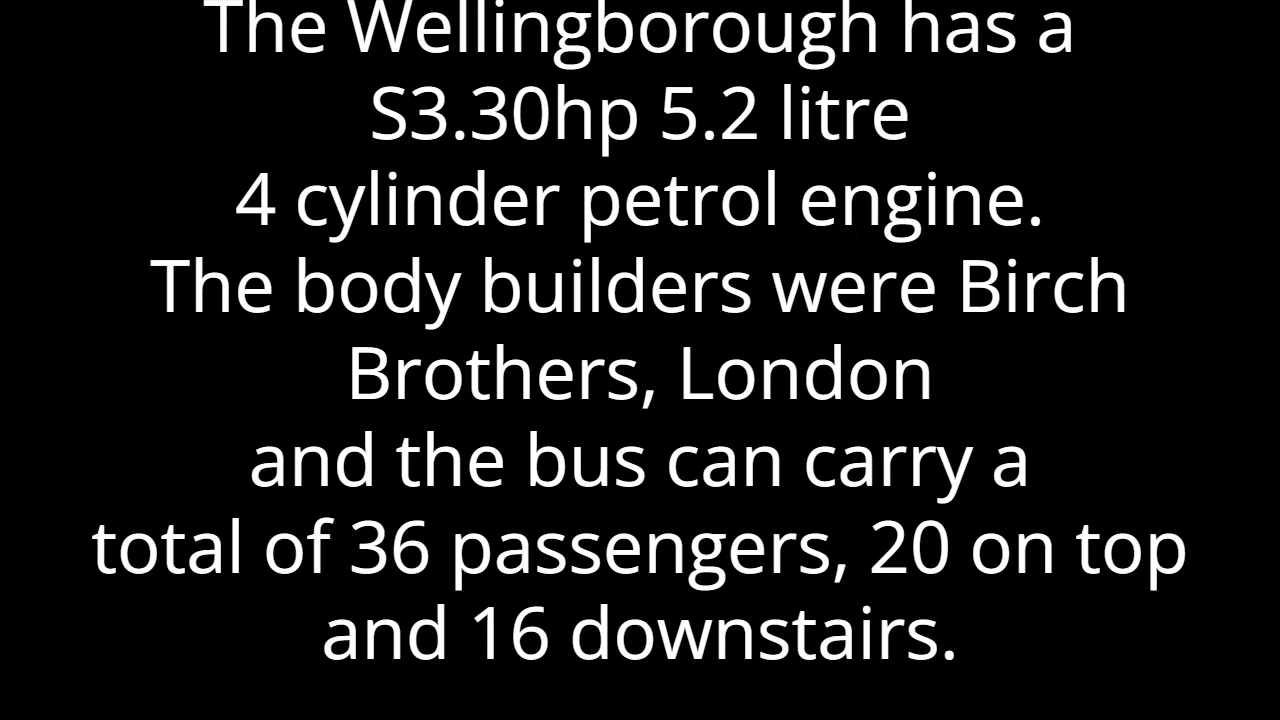 The Wellingborough has a
S3.30hp 5.2 litre
4 cylinder petrol engine.
The body builders were Birch
Brothers, London
and the bus can carry a
total of 36 passengers, 20 on top
and 16 downstairs.